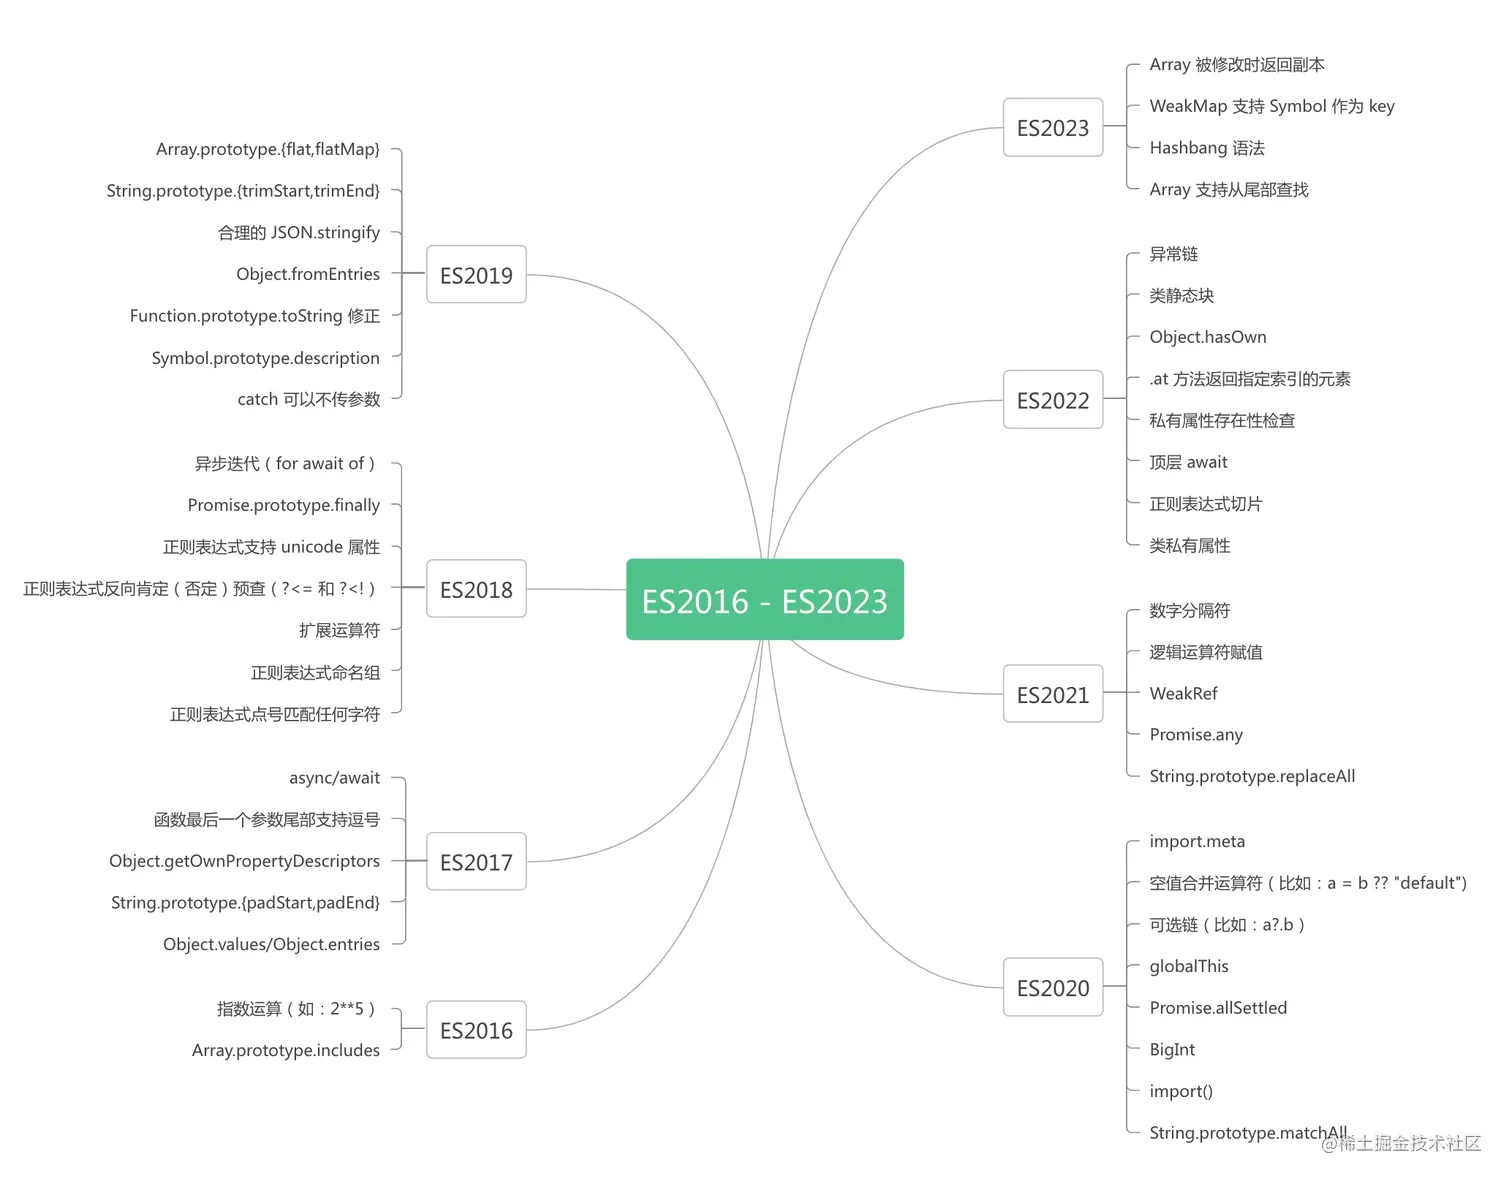 ES2016 - ES2023
ES2023
Array 被修改时返回副本
WeakMap 支持 Symbol 作为 key
Hashbang 语法
Array 支持从尾部查找
ES2022
异常链
类静态块
Object.hasOwn
.at 方法返回指定索引的元素
私有属性存在性检查
顶层 await
正则表达式切片
类私有属性
ES2021
数字分隔符
逻辑运算符赋值
WeakRef
Promise.any
String.prototype.replaceAll
ES2020
import.meta
空值合并运算符（比如：a = b ?? "default")
可选链（比如：a?.b）
globalThis
Promise.allSettled
BigInt
import()
String.prototype.matchAll
ES2019
Array.prototype.{flat,flatMap}
String.prototype.{trimStart,trimEnd}
合理的 JSON.stringify
Object.fromEntries
Function.prototype.toString 修正
Symbol.prototype.description
catch 可以不传参数
ES2018
异步迭代（for await of）
Promise.prototype.finally
正则表达式支持 unicode 属性
正则表达式反向肯定（否定）预查（?<= 和 ?<!）
扩展运算符
正则表达式命名组
正则表达式点号匹配任何字符
ES2017
async/await
函数最后一个参数尾部支持逗号
Object.getOwnPropertyDescriptors
String.prototype.{padStart,padEnd}
Object.values/Object.entries
ES2016
指数运算（如：2**5）
Array.prototype.includes
@稀土掘金技术社区